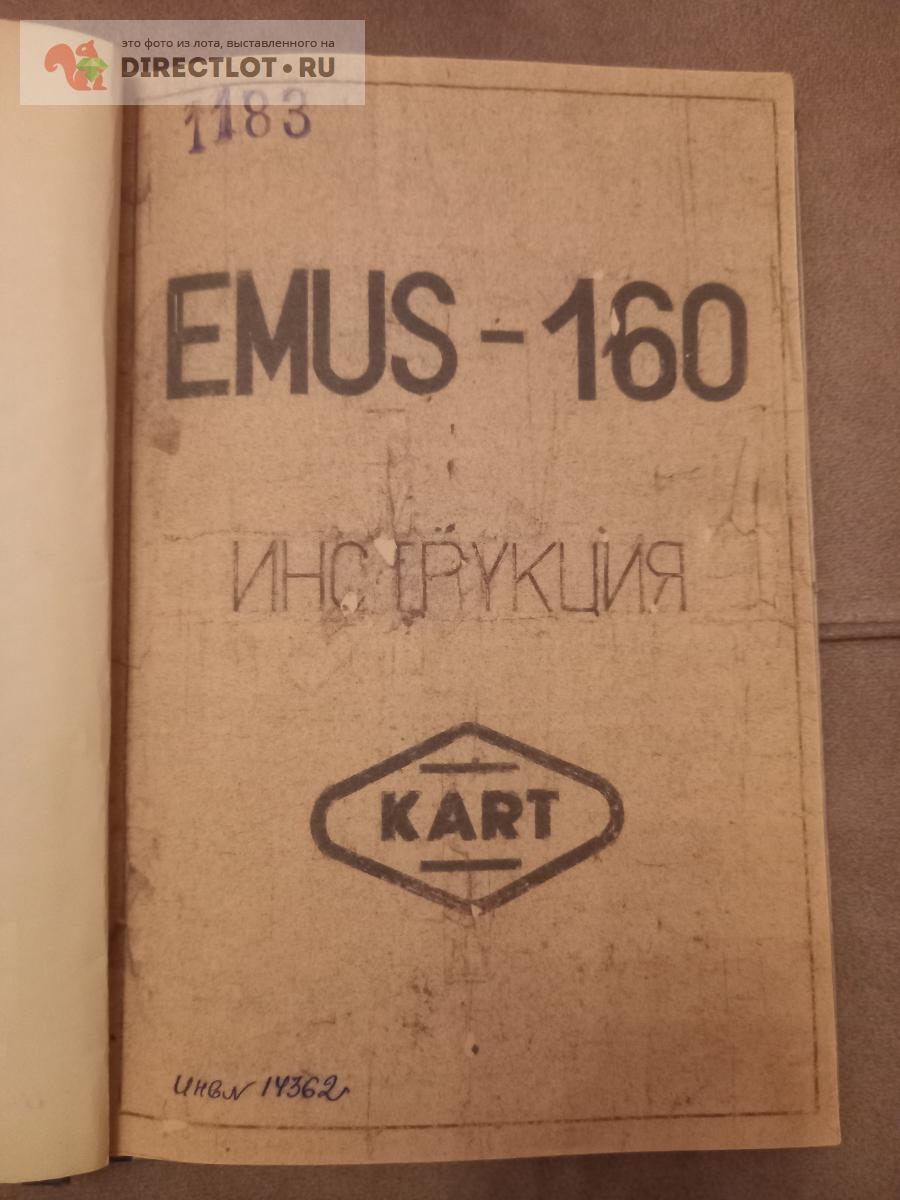 это фото из лота, выставленного на
DIRECTLOT•RU
1183
EMUS-160
ИНСТРУКЦИЯ
KART
Инв№ 14362